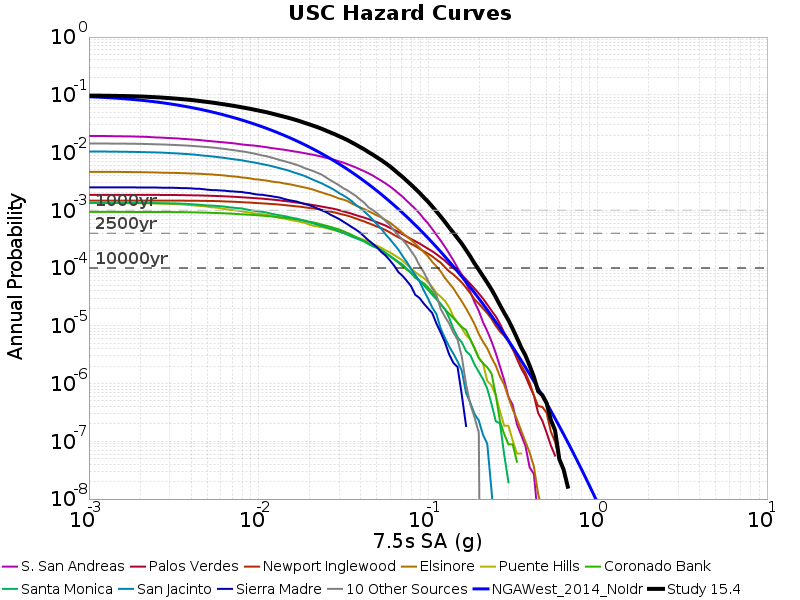 USC Hazard Curves
10^0
10^-1
10^-2
10^-3
10^-4
10^-5
10^-6
10^-7
10^-8
Annual Probability
1000yr
2500yr
10000yr
10^-3 10^-2 10^-1 10^0 10^1
7.5s SA (g)
S. San Andreas Palos Verdes Newport Inglewood Elsinore Puente Hills Coronado Bank
Santa Monica San Jacinto Sierra Madre 10 Other Sources NGAWest_2014_NoIdr Study 15.4